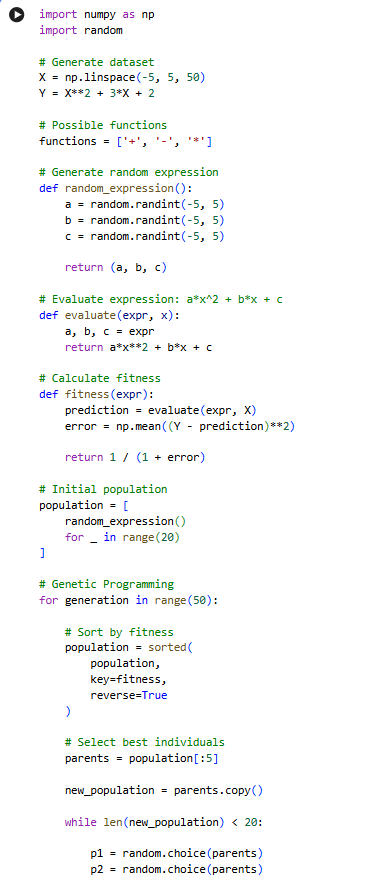 import numpy as np
import random

# Generate dataset
X = np.linspace(-5, 5, 50)
Y = X**2 + 3*X + 2

# Possible functions
functions = ['+', '-', '*']

# Generate random expression
def random_expression():
    a = random.randint(-5, 5)
    b = random.randint(-5, 5)
    c = random.randint(-5, 5)

    return (a, b, c)

# Evaluate expression: a*x^2 + b*x + c
def evaluate(expr, x):
    a, b, c = expr
    return a*x**2 + b*x + c

# Calculate fitness
def fitness(expr):
    prediction = evaluate(expr, X)
    error = np.mean((Y - prediction)**2)

    return 1 / (1 + error)

# Initial population
population = [
    random_expression()
    for _ in range(20)
]

# Genetic Programming
for generation in range(50):

    # Sort by fitness
    population = sorted(
        population,
        key=fitness,
        reverse=True
    )

    # Select best individuals
    parents = population[:5]

    new_population = parents.copy()

    while len(new_population) < 20:

        p1 = random.choice(parents)
        p2 = random.choice(parents)